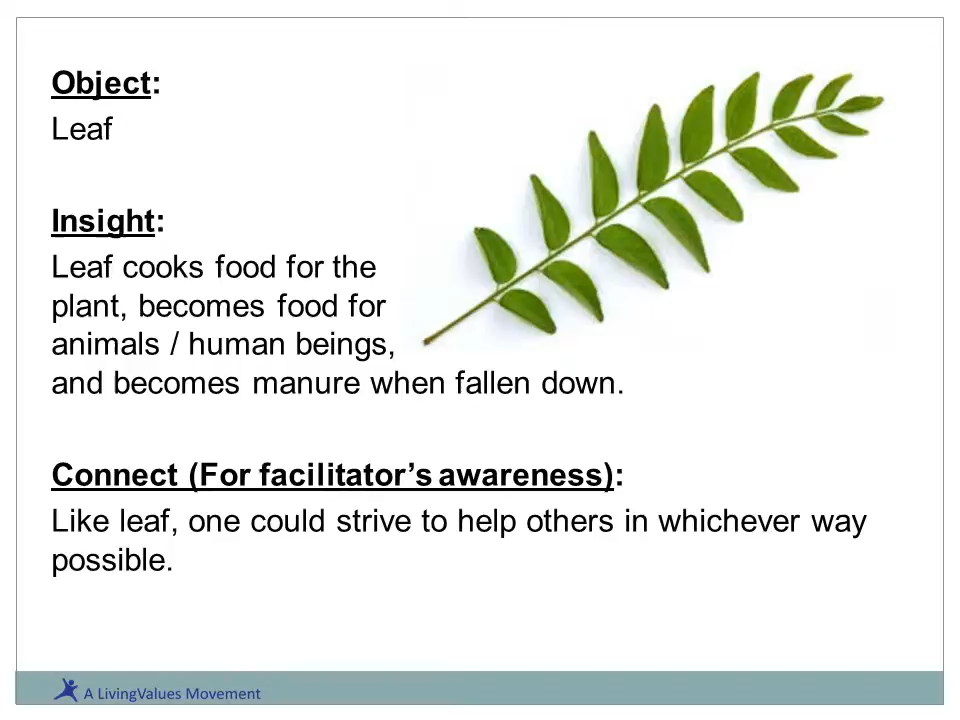 Object:
Leaf
Insight:
Leaf cooks food for the
plant, becomes food for
animals / human beings,
and becomes manure when fallen down.
Connect (For facilitator’s awareness):
Like leaf, one could strive to help others in whichever way
possible.
A LivingValues Movement